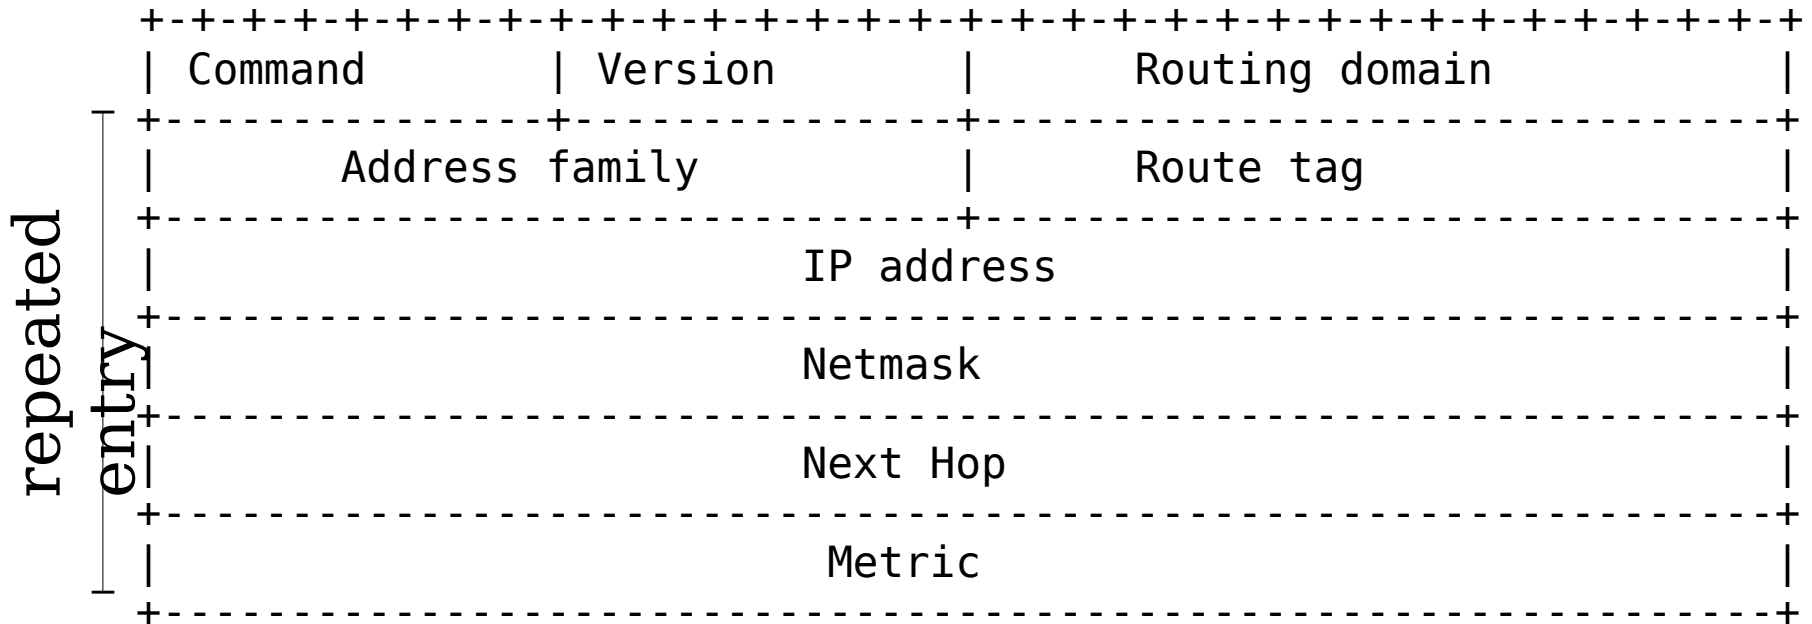 +-+-+-+-+-+-+-+-+-+-+-+-+-+-+-+-+-+-+-+-+-+-+-+-+-+-+-+-+-+-+-+-+
| Command       | Version       |      Routing domain           |
+---------------+---------------+-------------------------------+
|       Address family          |      Route tag                |
+-------------------------------+-------------------------------+
|                         IP address                            |
+---------------------------------------------------------------+
|                         Netmask                               |
+---------------------------------------------------------------+
|                         Next Hop                              |
+---------------------------------------------------------------+
|                          Metric                               |
+---------------------------------------------------------------+
repeated
entry